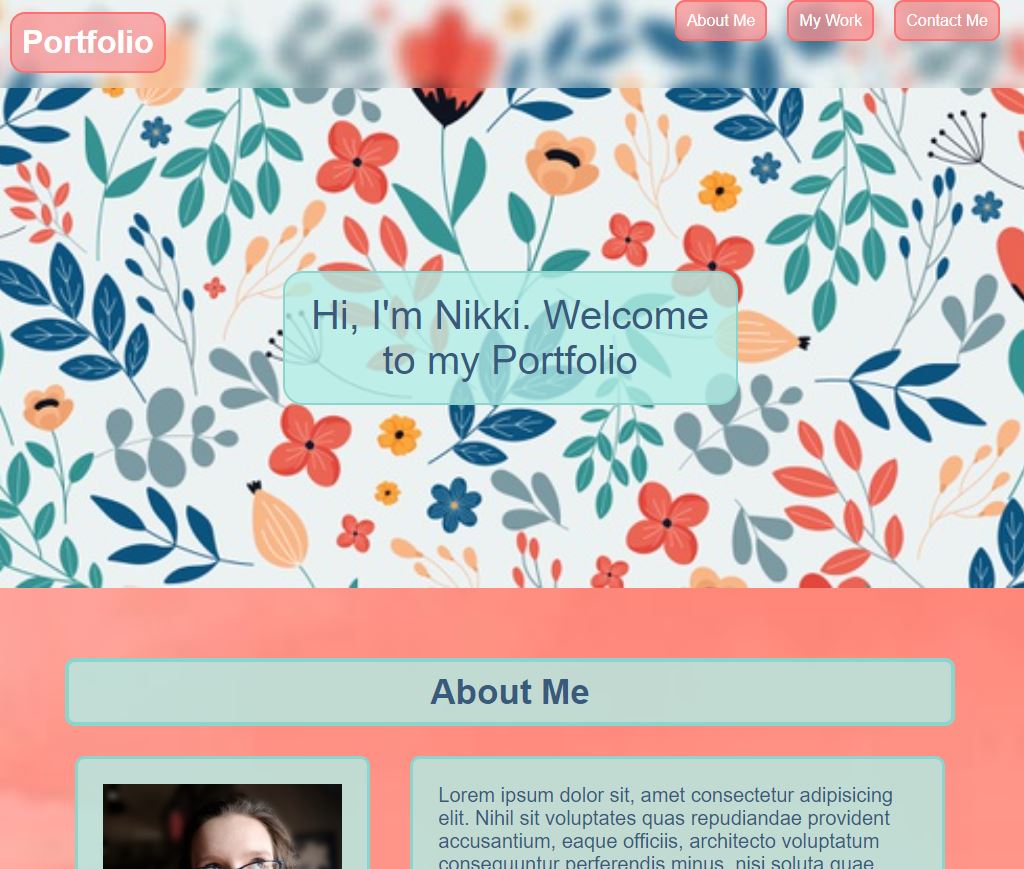 Portfolio
About Me
My Work
Contact Me
Hi, I'm Nikki. Welcome
to my Portfolio
About Me
Lorem ipsum dolor sit, amet consectetur adipisicing
elit. Nihil sit voluptates quas repudiandae provident
accusantium, eaque officiis, architecto voluptatum
consequuntur perferendis minus, nisi soluta quae